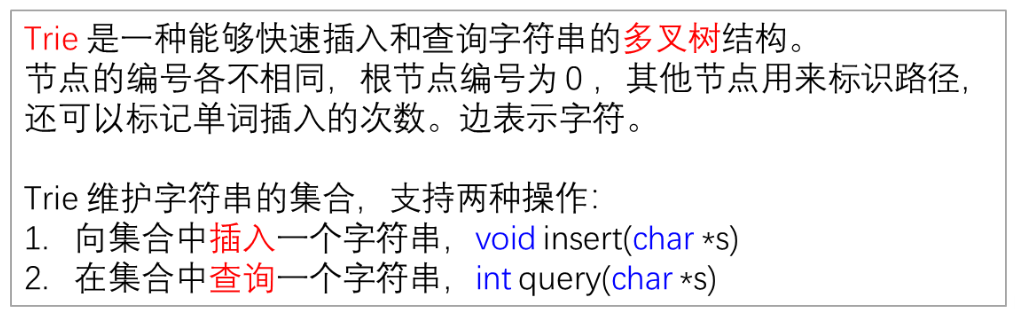 Trie 是一种能够快速插入和查询字符串的多叉树结构。
节点的编号各不相同，根节点编号为 0 ，其他节点用来标识路径，
还可以标记单词插入的次数。边表示字符。
Trie 维护字符串的集合，支持两种操作：
1. 向集合中插入一个字符串，void insert(char *s)
2. 在集合中查询一个字符串，int query(char *s)